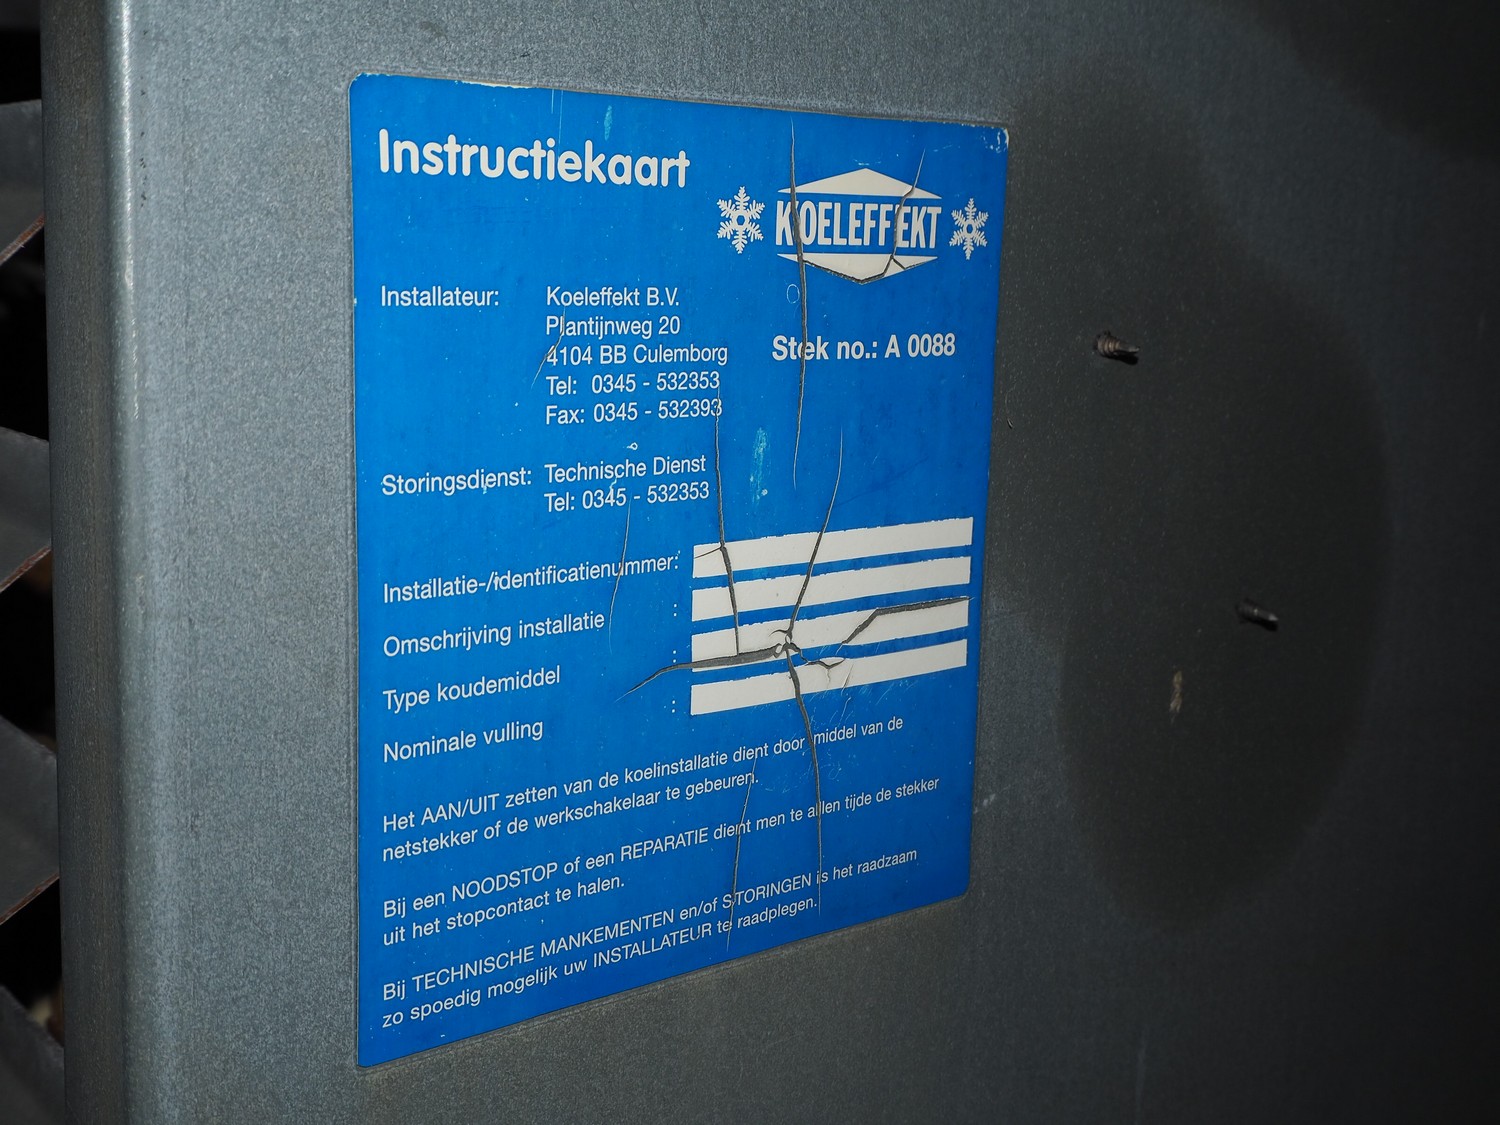 Instructiekaart
KOELEFFEKT
Installateur: Koeleffekt B.V.
Plantijnweg 20
4104 BB Culemborg
Tel: 0345 - 532353
Fax: 0345 - 532393
Stek no.: A 0088
Storingsdienst: Technische Dienst
Tel: 0345 - 532353
Installatie-/identificatienummer:
Omschrijving installatie :
Type koudemiddel :
Nominale vulling :
Het AAN/UIT zetten van de koelinstallatie dient door middel van de
netstekker of de werkschakelaar te gebeuren.
Bij een NOODSTOP of een REPARATIE dient men te allen tijde de stekker
uit het stopcontact te halen.
Bij TECHNISCHE MANKEMENTEN en/of STORINGEN is het raadzaam
zo spoedig mogelijk uw INSTALLATEUR te raadplegen.